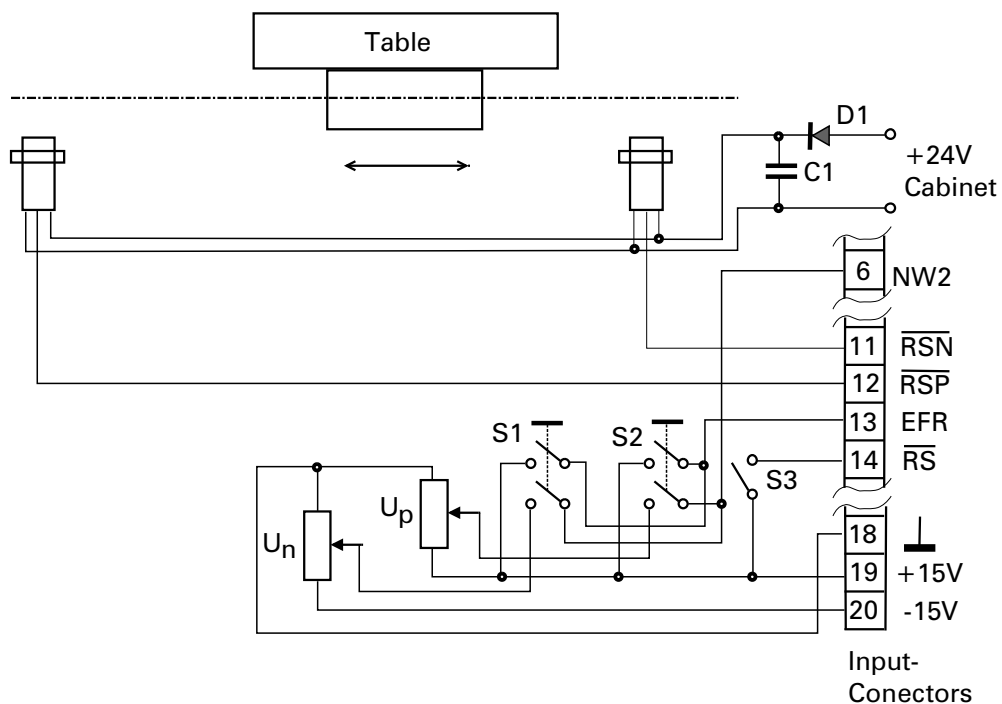 Table
D1
+24V
Cabinet
C1
6 NW2
11 RSN
12 RSP
13 EFR
14 RS
S1
S2
S3
Up
Un
18
19 +15V
20 -15V
Input-
Conectors